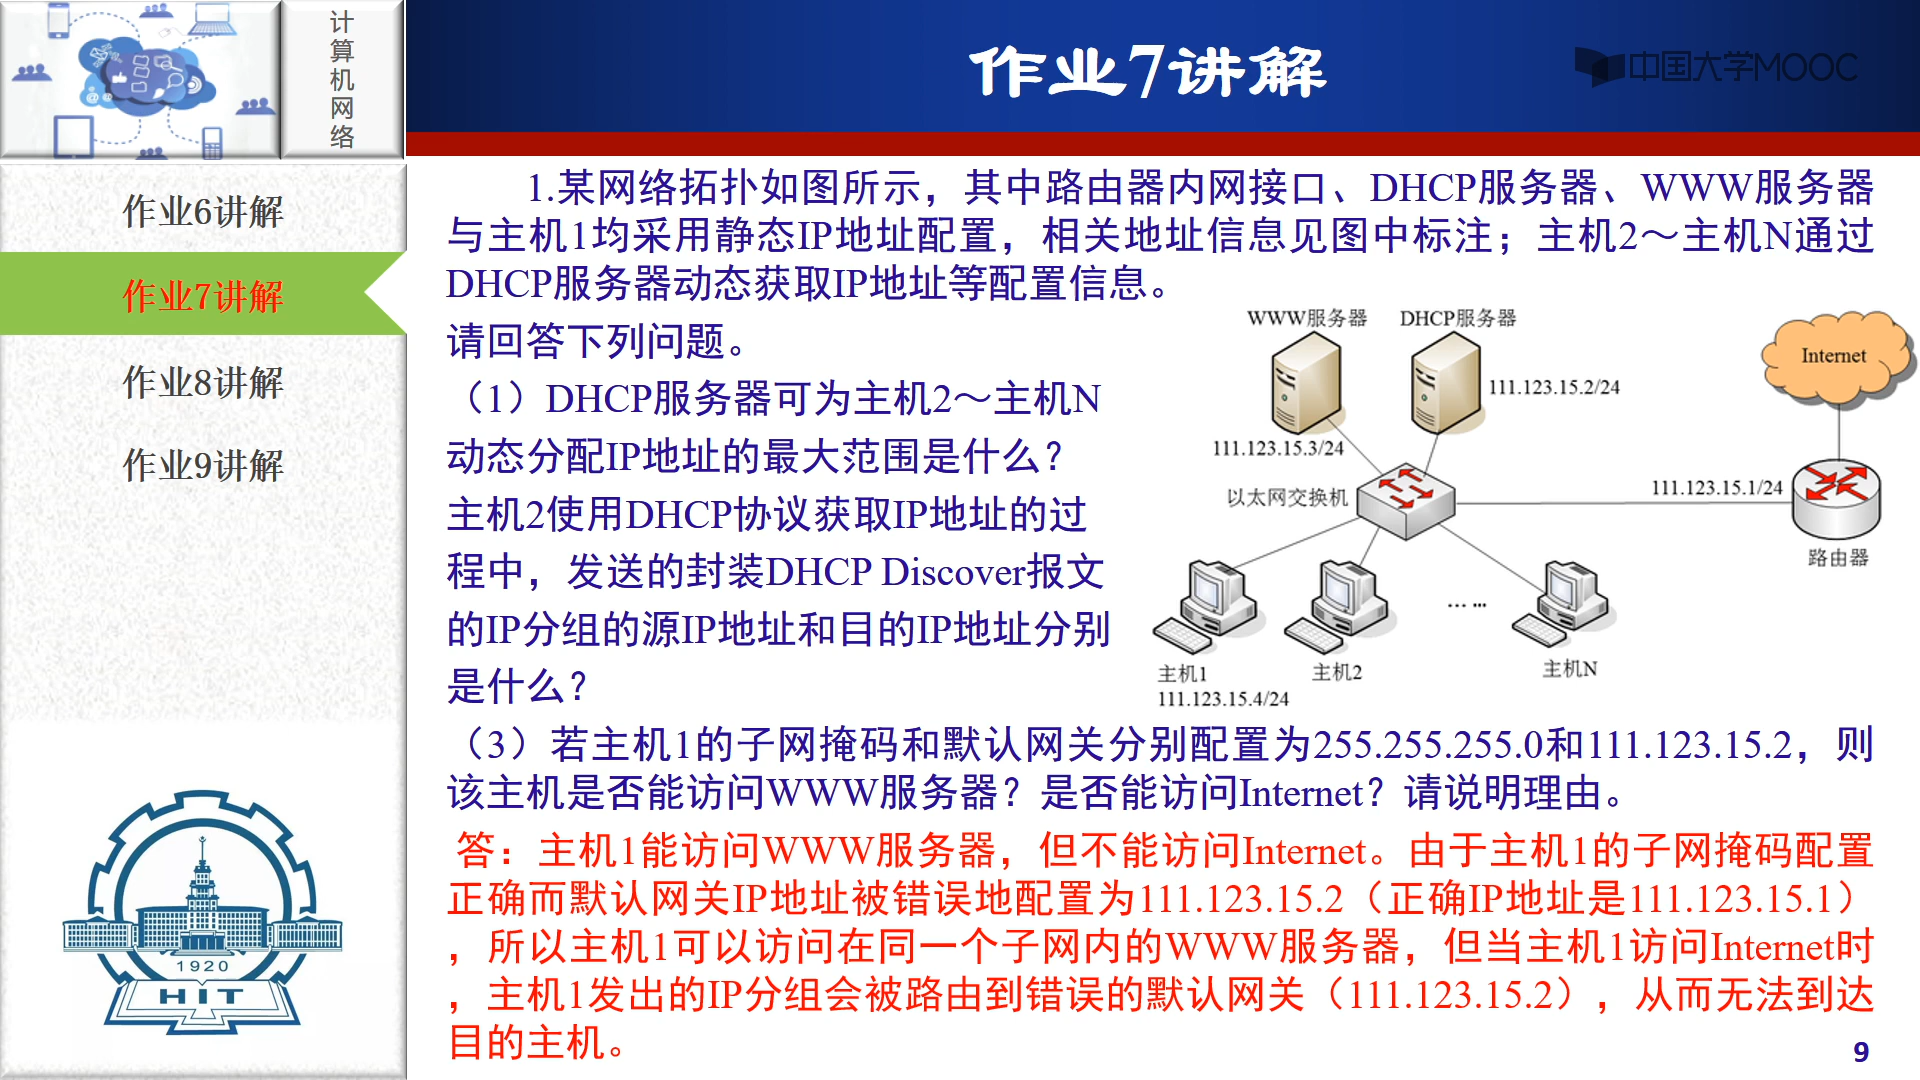 计算机网络
作业7讲解
中国大学MOOC
作业6讲解
作业7讲解
作业8讲解
作业9讲解
1920
HIT
1.某网络拓扑如图所示，其中路由器内网接口、DHCP服务器、WWW服务器
与主机1均采用静态IP地址配置，相关地址信息见图中标注；主机2～主机N通过
DHCP服务器动态获取IP地址等配置信息。
请回答下列问题。
（1）DHCP服务器可为主机2～主机N
动态分配IP地址的最大范围是什么？
主机2使用DHCP协议获取IP地址的过
程中，发送的封装DHCP Discover报文
的IP分组的源IP地址和目的IP地址分别
是什么？
WWW服务器
DHCP服务器
Internet
111.123.15.2/24
111.123.15.3/24
以太网交换机
111.123.15.1/24
路由器
... ...
主机1
111.123.15.4/24
主机2
主机N
（3）若主机1的子网掩码和默认网关分别配置为255.255.255.0和111.123.15.2，则
该主机是否能访问WWW服务器？是否能访问Internet？请说明理由。
答：主机1能访问WWW服务器，但不能访问Internet。由于主机1的子网掩码配置
正确而默认网关IP地址被错误地配置为111.123.15.2（正确IP地址是111.123.15.1）
，所以主机1可以访问在同一个子网内的WWW服务器，但当主机1访问Internet时
，主机1发出的IP分组会被路由到错误的默认网关（111.123.15.2），从而无法到达
目的主机。
9